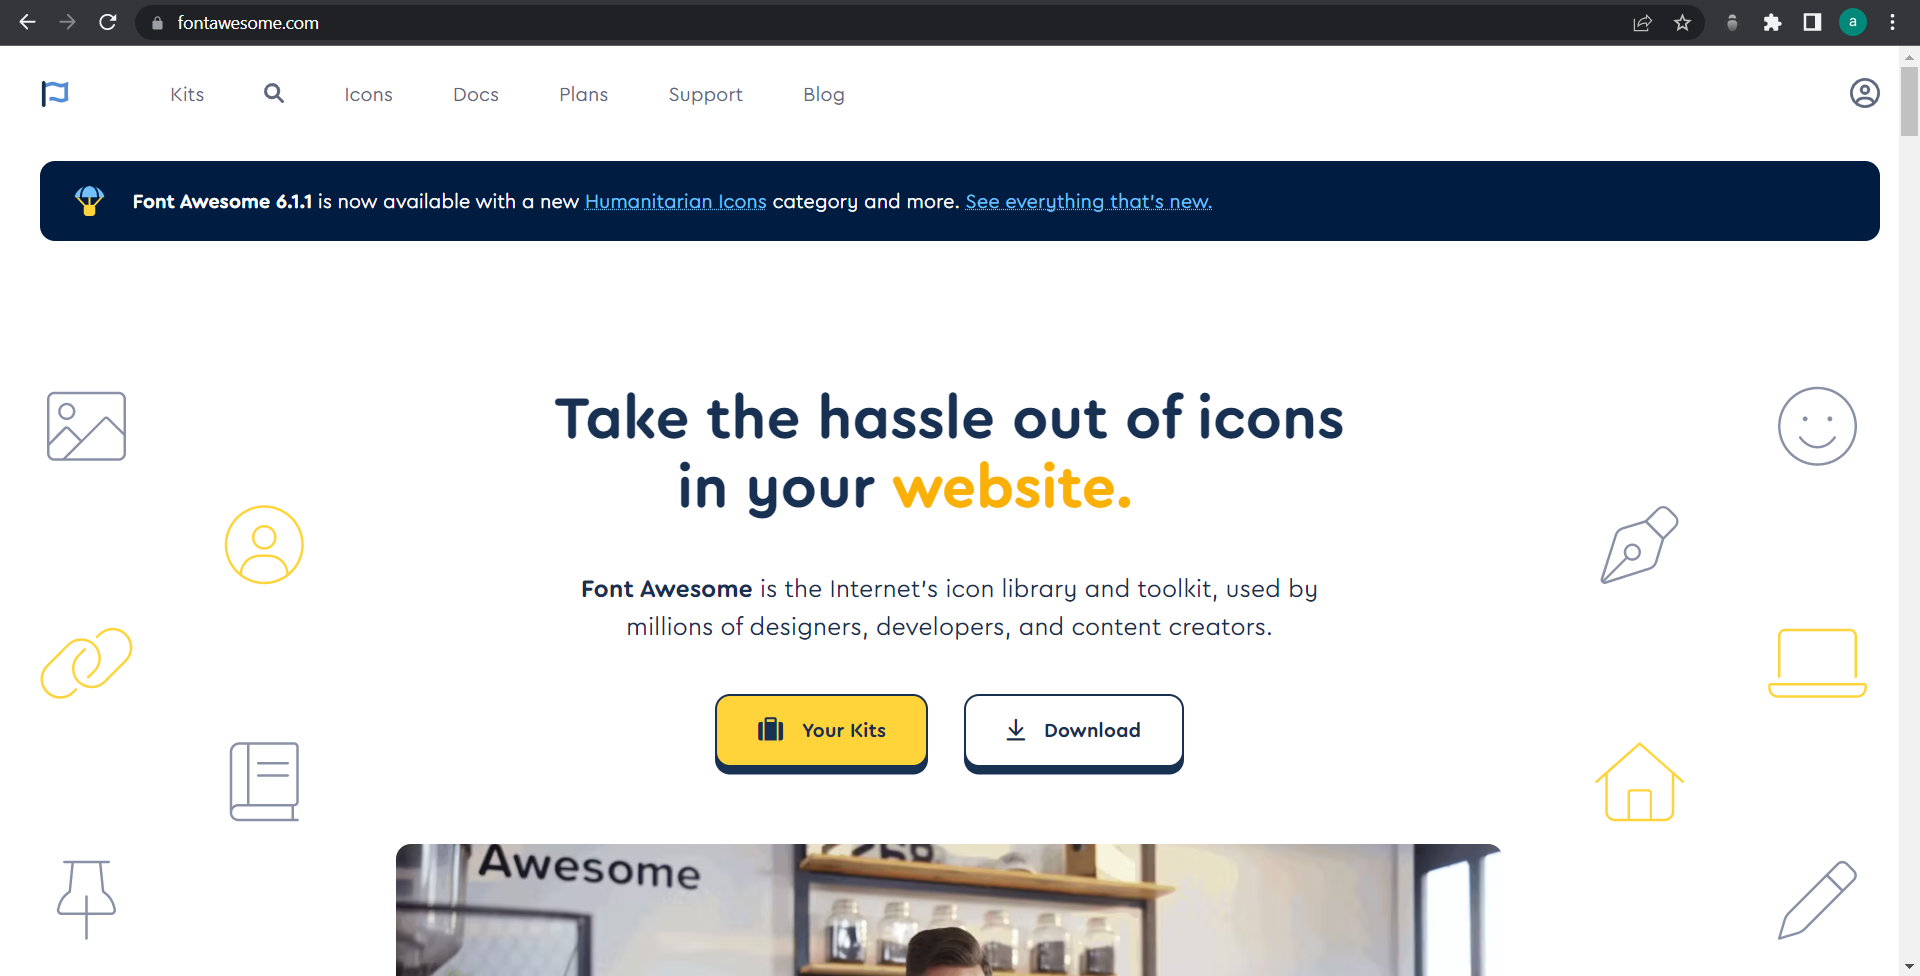 fontawesome.com
a
Kits
Icons
Docs
Plans
Support
Blog
Font Awesome 6.1.1 is now available with a new Humanitarian Icons category and more. See everything that's new.
Take the hassle out of icons
in your website.
Font Awesome is the Internet's icon library and toolkit, used by
millions of designers, developers, and content creators.
Your Kits
Download
Awesome